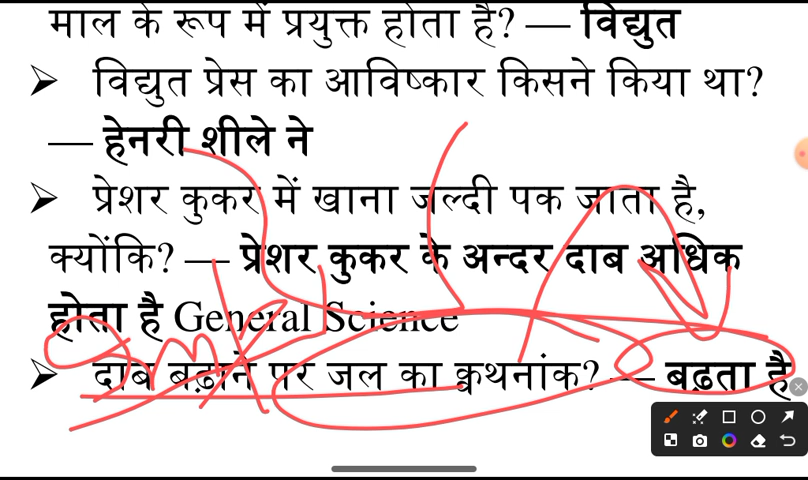 माल के रूप में प्रयुक्त होता है? — विद्युत
➤ विद्युत प्रेस का आविष्कार किसने किया था?
— हेनरी शीले ने
➤ प्रेशर कुकर में खाना जल्दी पक जाता है,
क्योंकि? — प्रेशर कुकर के अन्दर दाब अधिक
होता है General Science
➤ दाब बढ़ाने पर जल का क्वथनांक? — बढ़ता है